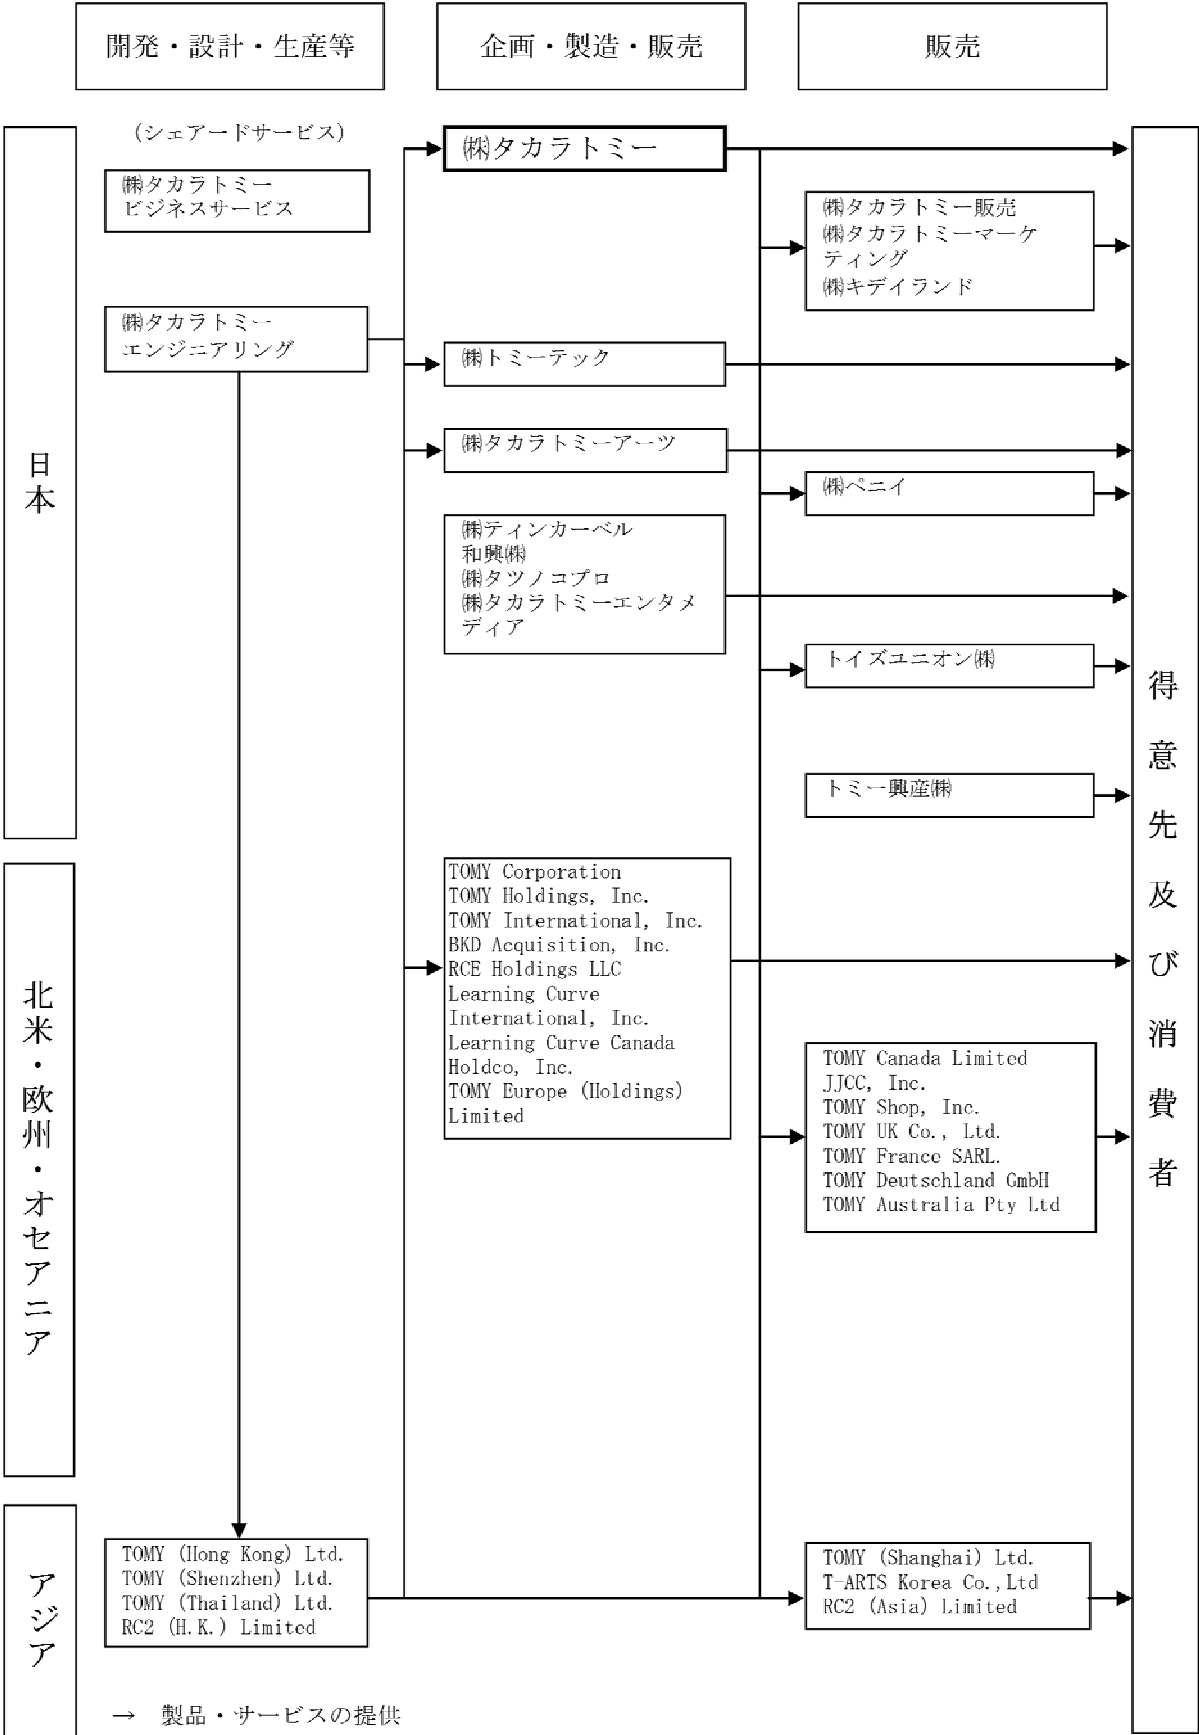 開発・設計・生産等
企画・製造・販売
販売
日本
(シェアードサービス)
㈱タカラトミー
ビジネスサービス
㈱タカラトミー
エンジニアリング
㈱タカラトミー
㈱トミーテック
㈱タカラトミーアーツ
㈱ティンカーベル
和興㈱
㈱タツノコプロ
㈱タカラトミーエンタメ
ディア
㈱タカラトミー販売
㈱タカラトミーマーケ
ティング
㈱キデイランド
㈱ペニイ
トイズユニオン㈱
トミー興産㈱
北米・欧州・オセアニア
TOMY Corporation
TOMY Holdings, Inc.
TOMY International, Inc.
BKD Acquisition, Inc.
RCE Holdings LLC
Learning Curve
International, Inc.
Learning Curve Canada
Holdco, Inc.
TOMY Europe (Holdings)
Limited
TOMY Canada Limited
JJCC, Inc.
TOMY Shop, Inc.
TOMY UK Co., Ltd.
TOMY France SARL.
TOMY Deutschland GmbH
TOMY Australia Pty Ltd
アジア
TOMY (Hong Kong) Ltd.
TOMY (Shenzhen) Ltd.
TOMY (Thailand) Ltd.
RC2 (H.K.) Limited
TOMY (Shanghai) Ltd.
T-ARTS Korea Co.,Ltd
RC2 (Asia) Limited
得意先及び消費者
→ 製品・サービスの提供